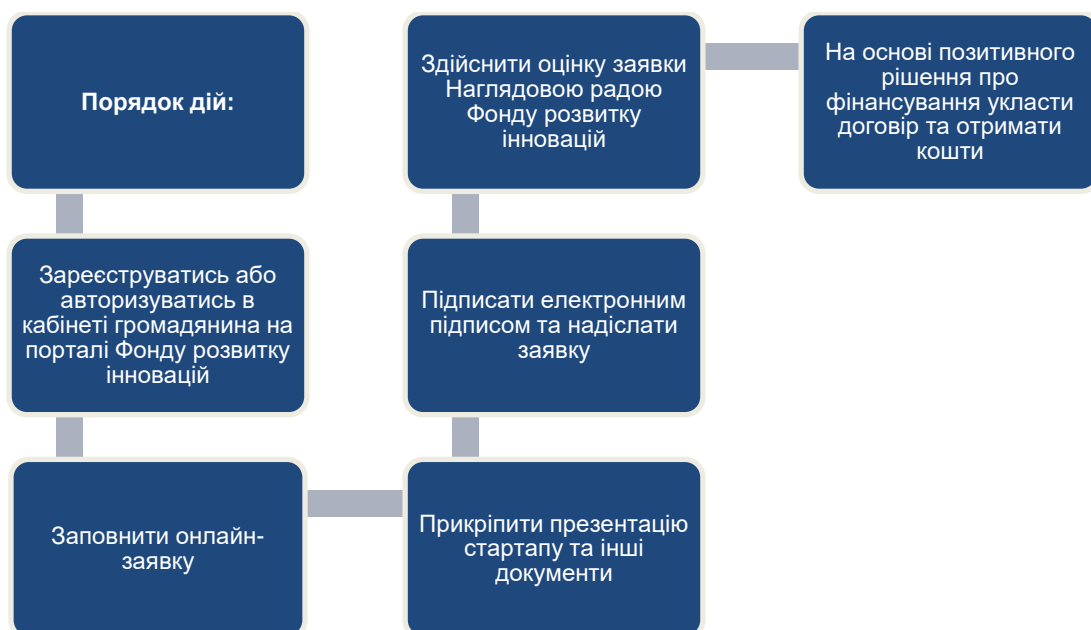 Порядок дій:
Зареєструватись або
авторизуватись в
кабінеті громадянина на
порталі Фонду розвитку
інновацій
Заповнити онлайн-
заявку
Прикріпити презентацію
стартапу та інші
документи
Підписати електронним
підписом та надіслати
заявку
Здійснити оцінку заявки
Наглядовою радою
Фонду розвитку
інновацій
На основі позитивного
рішення про
фінансування укласти
договір та отримати
кошти